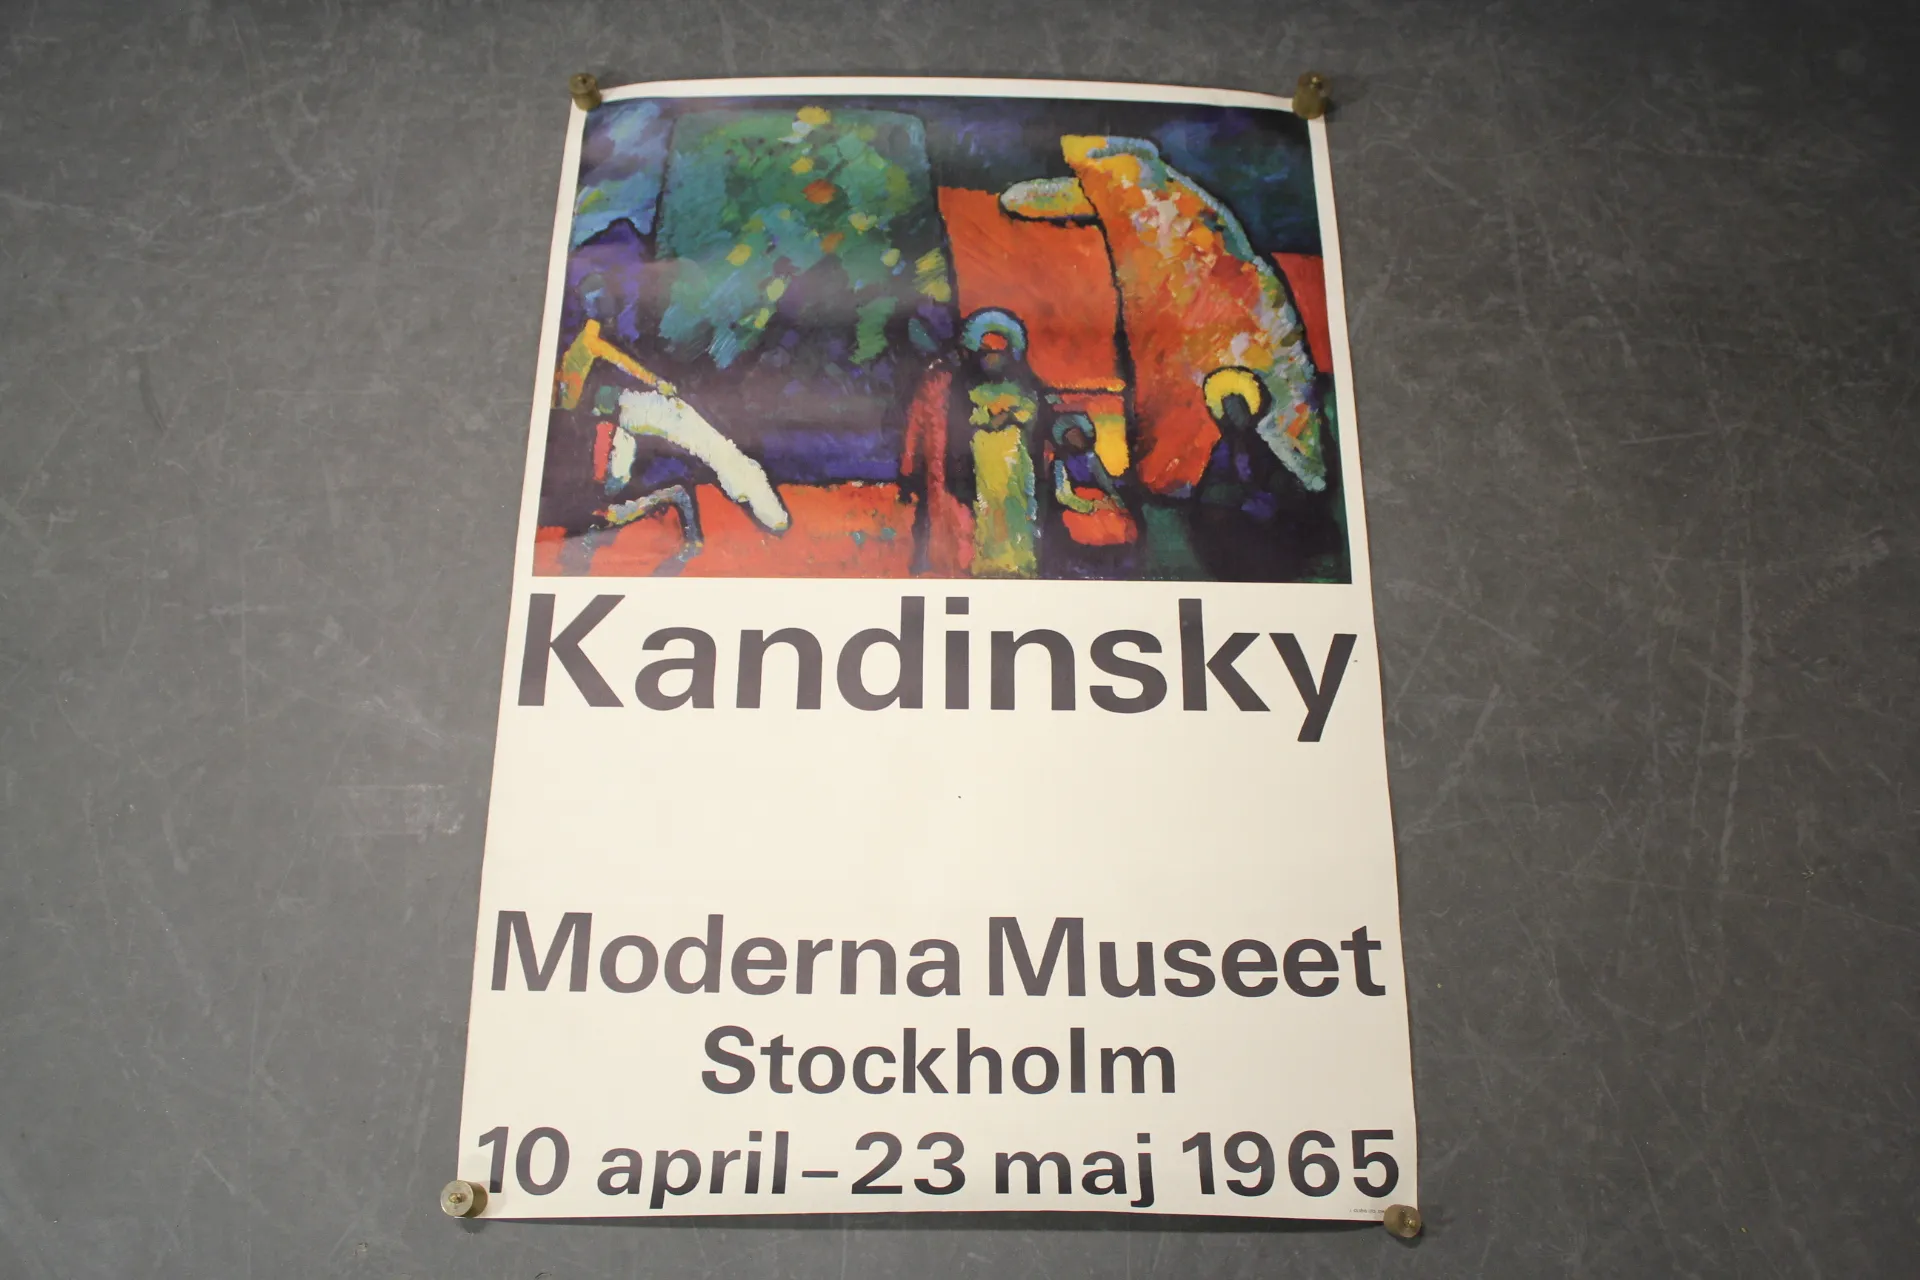 Kandinsky
Moderna Museet
Stockholm
10 april–23 maj 1965